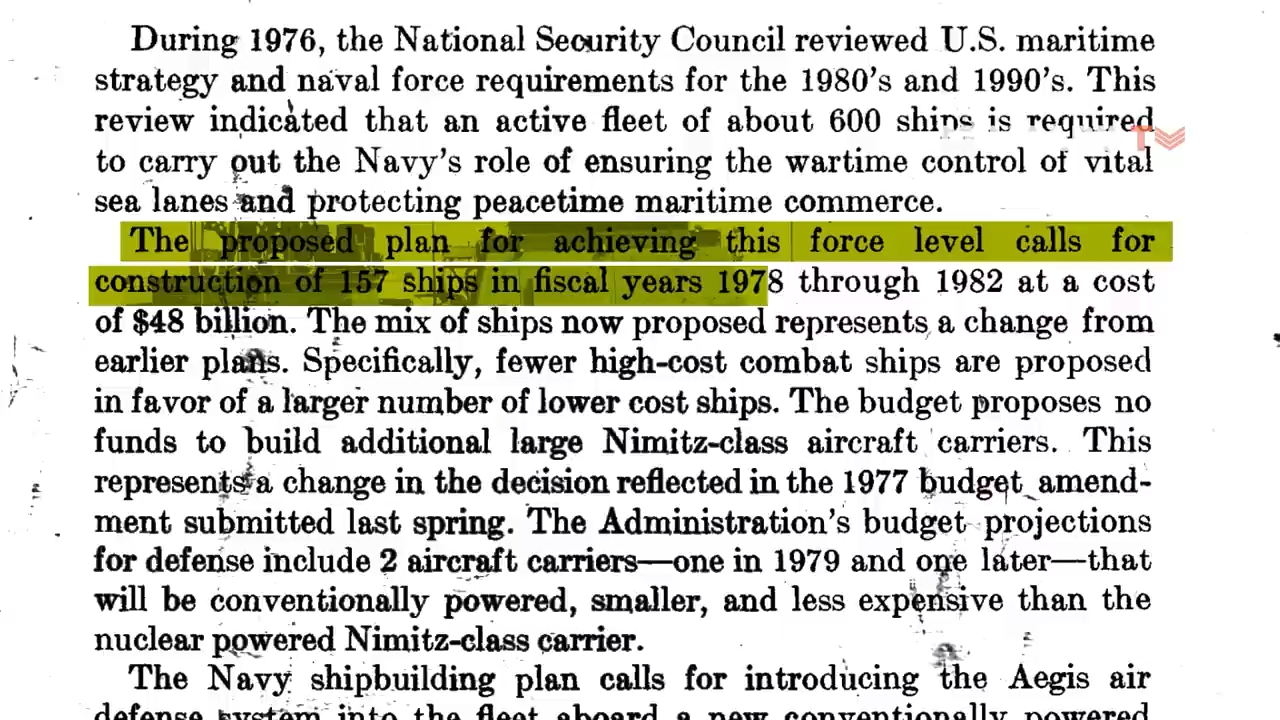 During 1976, the National Security Council reviewed U.S. maritime
strategy and naval force requirements for the 1980's and 1990's. This
review indicated that an active fleet of about 600 ships is required
to carry out the Navy's role of ensuring the wartime control of vital
sea lanes and protecting peacetime maritime commerce.
The proposed plan for achieving this force level calls for
construction of 157 ships in fiscal years 1978 through 1982 at a cost
of $48 billion. The mix of ships now proposed represents a change from
earlier plans. Specifically, fewer high-cost combat ships are proposed
in favor of a larger number of lower cost ships. The budget proposes no
funds to build additional large Nimitz-class aircraft carriers. This
represents a change in the decision reflected in the 1977 budget amend-
ment submitted last spring. The Administration's budget projections
for defense include 2 aircraft carriers—one in 1979 and one later—that
will be conventionally powered, smaller, and less expensive than the
nuclear powered Nimitz-class carrier.
The Navy shipbuilding plan calls for introducing the Aegis air
defense system into the fleet aboard a new conventionally powered